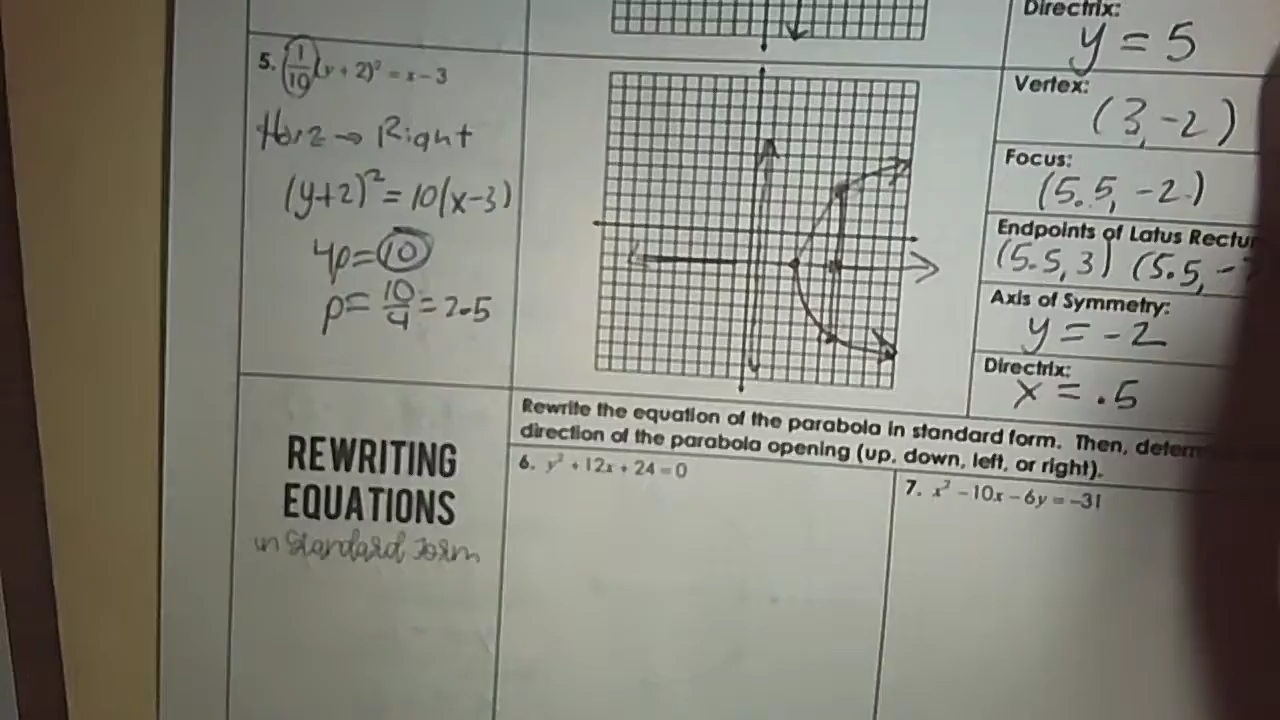 Directrix:
y = 5
5. (1/10)(y + 2)² = x – 3
Horz → Right
(y+2)² = 10(x-3)
4p = 10
p = 10/4 = 2.5
Vertex:
(3, -2)
Focus:
(5.5, -2)
Endpoints of Latus
(5.5, 3) (5.5, -
Axis of Symmetry:
y = -2
Directrix:
x = .5
REWRITING
EQUATIONS
in Standard Form
Rewrite the equation of the parabola in standard form. Then,
direction of the parabola opening (up, down, left, or right).
6. y² + 12x + 24 = 0
7. x² – 10x – 6y = –31